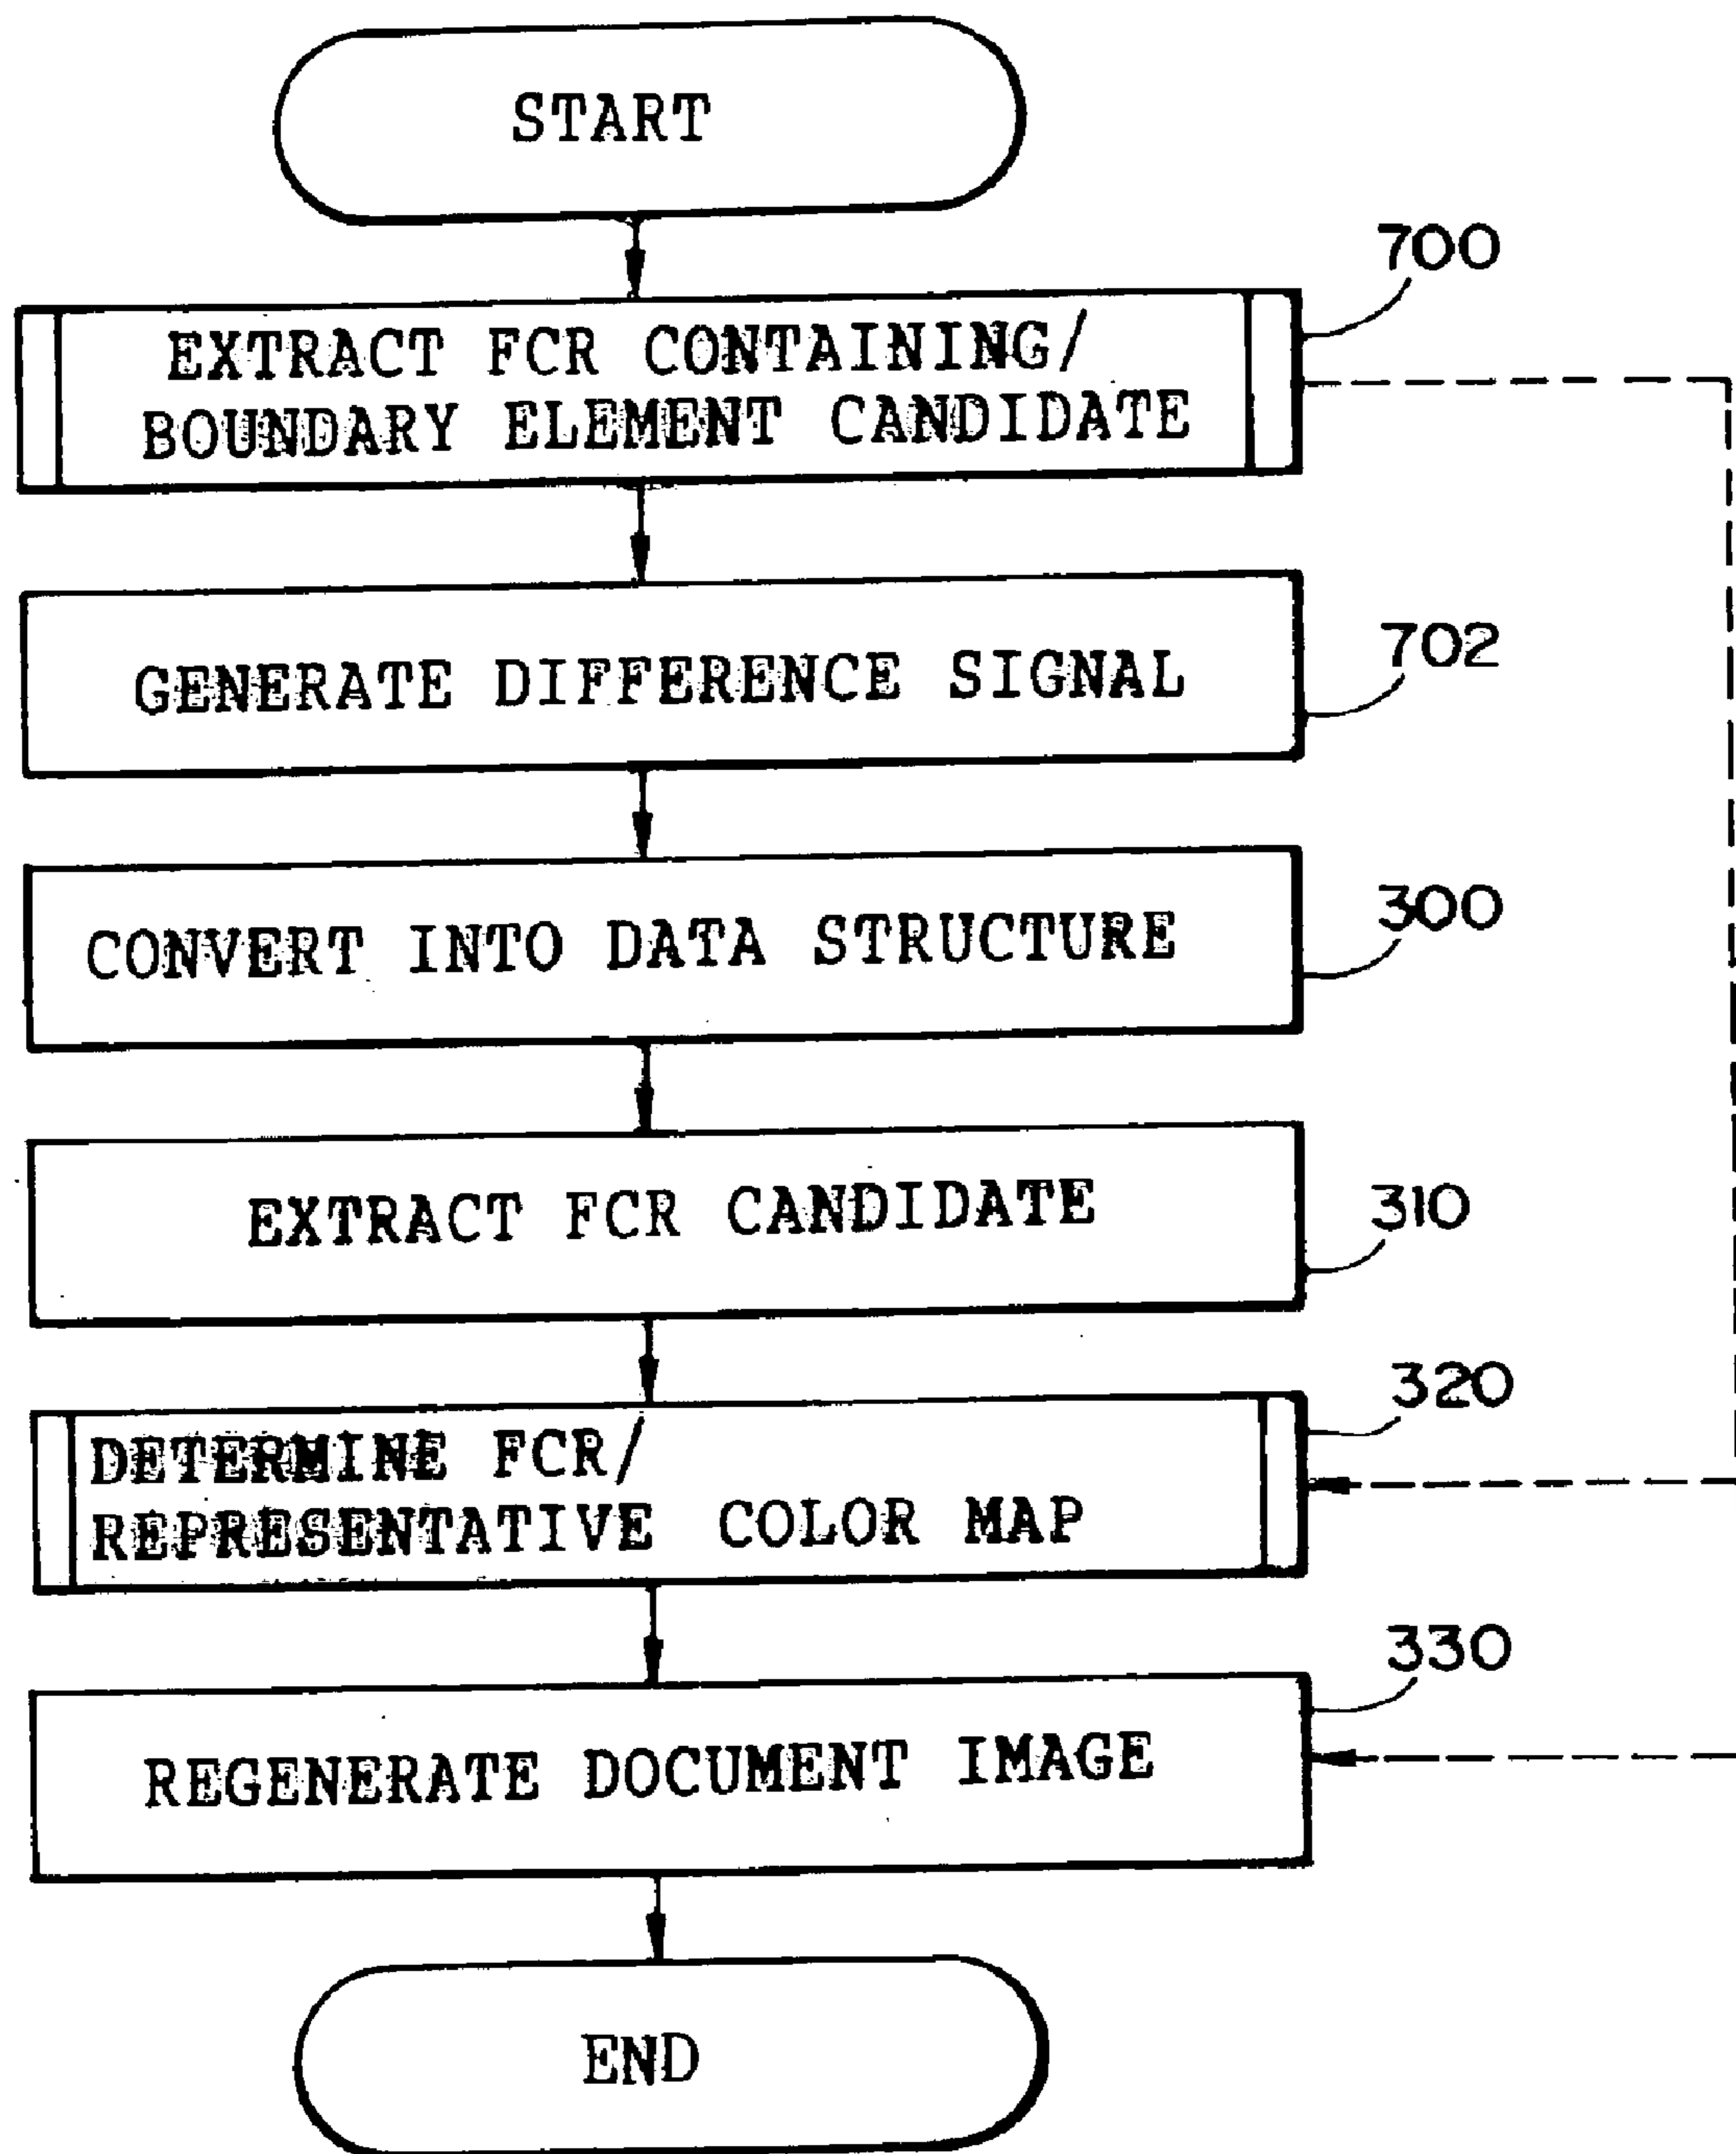 START
700
EXTRACT FCR CONTAINING/
BOUNDARY ELEMENT CANDIDATE
702
GENERATE DIFFERENCE SIGNAL
300
CONVERT INTO DATA STRUCTURE
310
EXTRACT FCR CANDIDATE
320
DETERMINE FCR/
REPRESENTATIVE COLOR MAP
330
REGENERATE DOCUMENT IMAGE
END